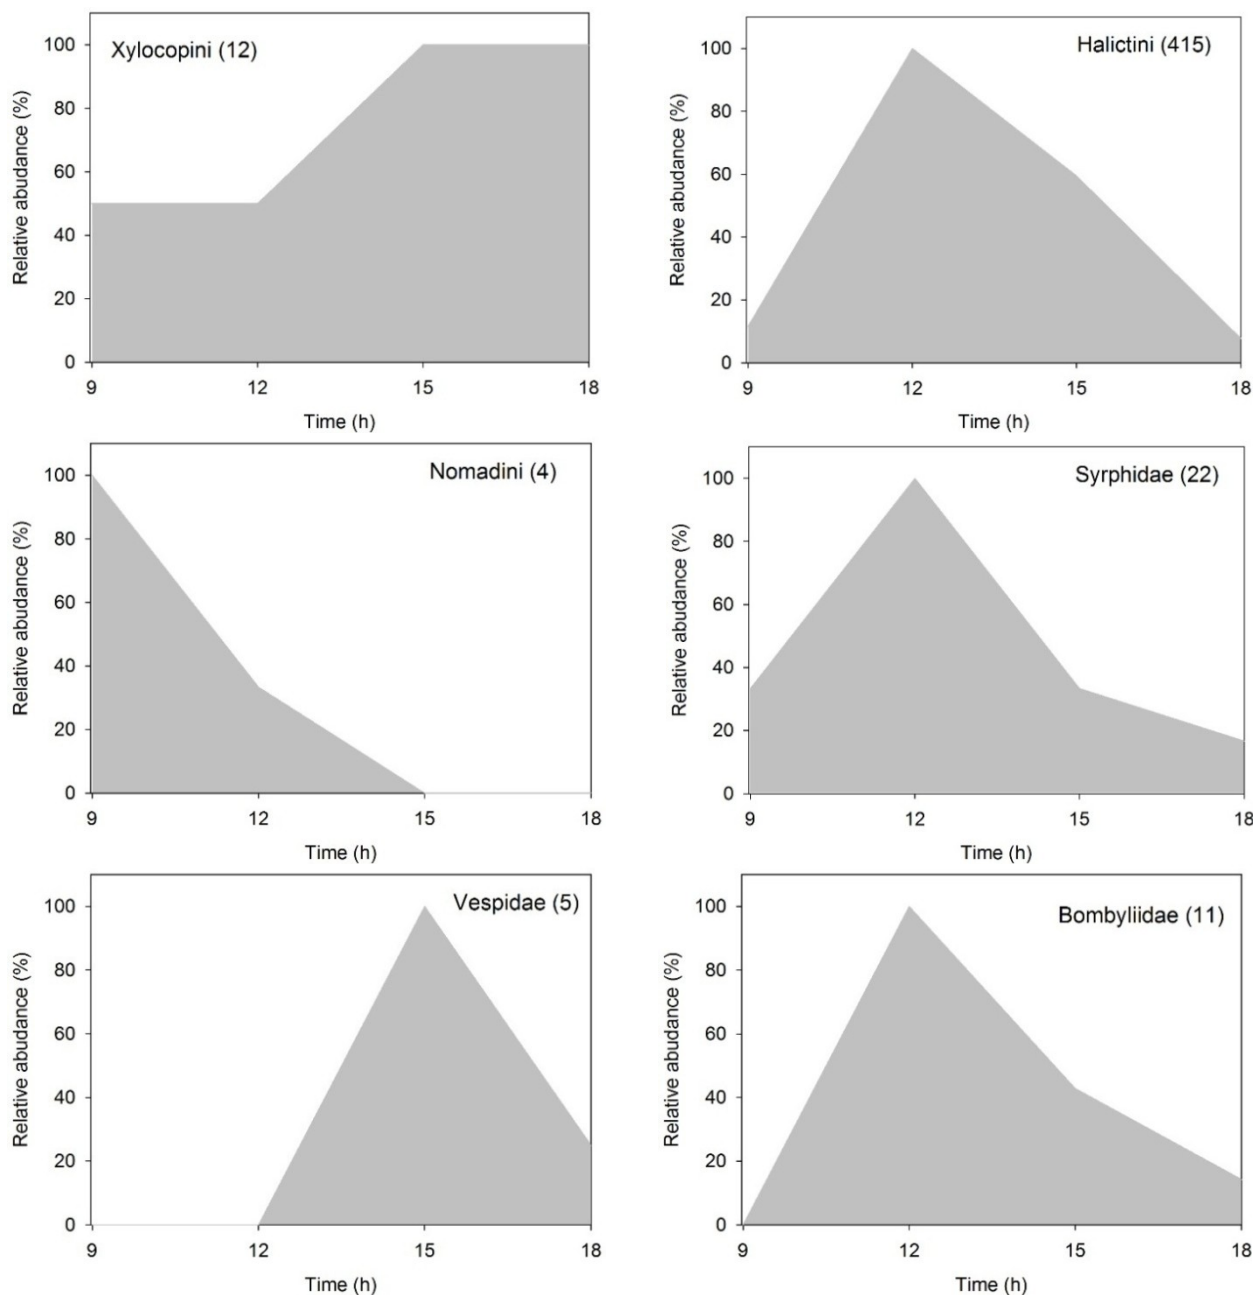 Xylocopini (12)
Relative abudance (%)
100
80
60
40
20
0
9 12 15 18
Time (h)
Halictini (415)
Relative abudance (%)
100
80
60
40
20
0
9 12 15 18
Time (h)
Nomadini (4)
Relative abudance (%)
100
80
60
40
20
0
9 12 15 18
Time (h)
Syrphidae (22)
Relative abudance (%)
100
80
60
40
20
0
9 12 15 18
Time (h)
Vespidae (5)
Relative abudance (%)
100
80
60
40
20
0
9 12 15 18
Time (h)
Bombyliidae (11)
Relative abudance (%)
100
80
60
40
20
0
9 12 15 18
Time (h)